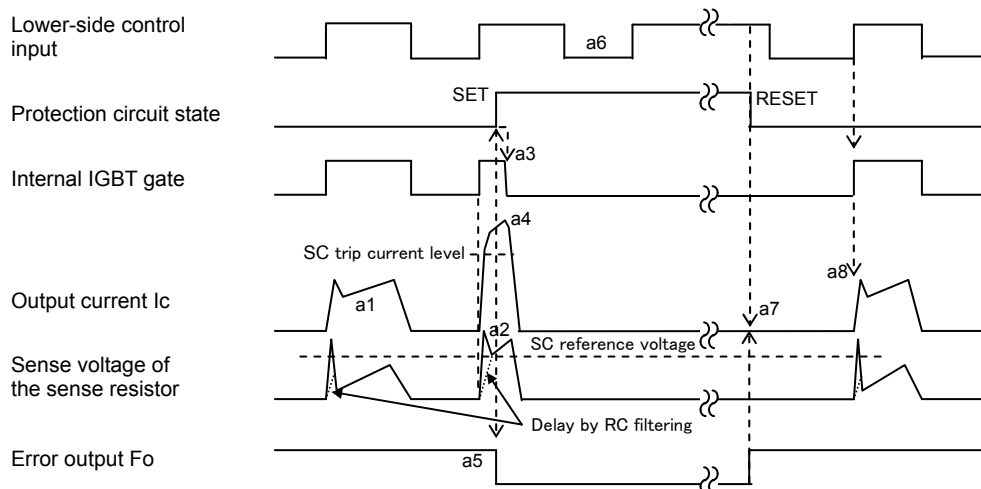 Lower-side control
input
a6
SET
RESET
Protection circuit state
a3
Internal IGBT gate
a4
SC trip current level
a8
Output current Ic
a1
a7
a2
SC reference voltage
Sense voltage of
the sense resistor
Delay by RC filtering
Error output Fo
a5